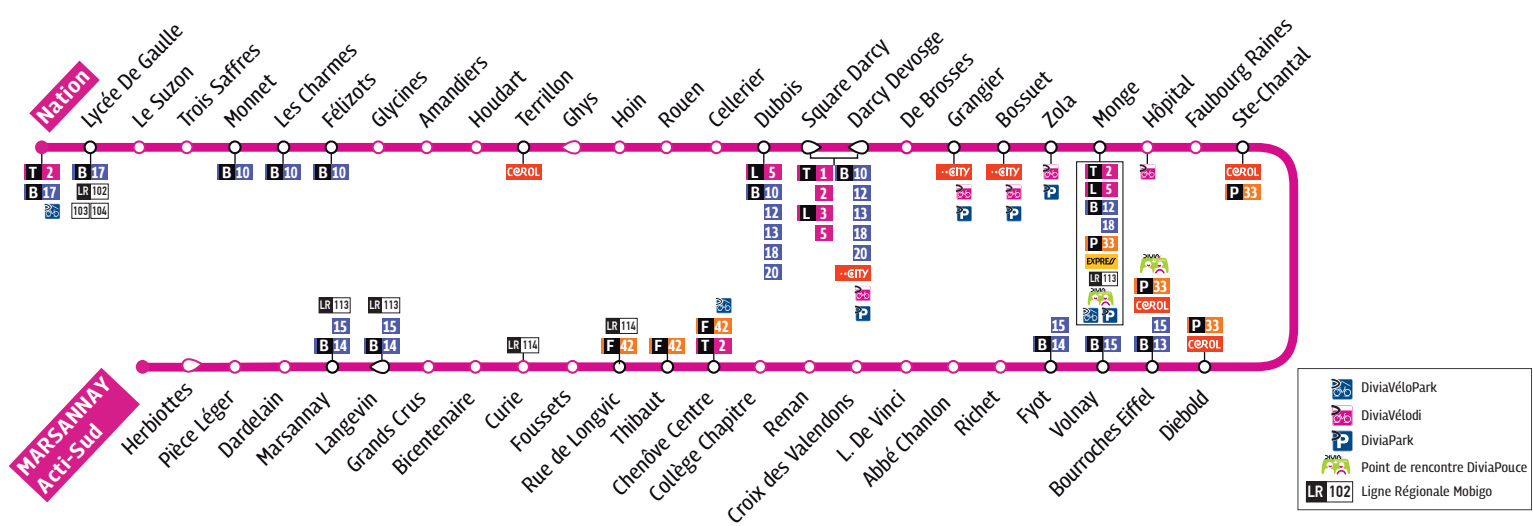 Nation
Lycée De Gaulle
Le Suzon
Trois Saffres
Monnet
Les Charmes
Félizots
Glycines
Amandiers
Houdart
Terrillon
Ghys
Hoin
Rouen
Cellerier
Dubois
Square Darcy
Darcy Devosge
De Brosses
Grangier
Bossuet
Zola
Monge
Hôpital
Faubourg Raines
Ste-Chantal
T 2
B 17
B 17
LR 102
103 104
B 10
B 10
B 10
COROL
L 5
B 10
12
13
18
20
T 1
2
L 3
5
B 10
12
13
18
20
CITY
P
CITY
P
CITY
P
P
T 2
L 5
B 12
18
P 33
EXPRESS
LR 113
DIVIA
P
COROL
P 33
LR 113
15
B 14
LR 113
15
B 14
LR 114
LR 114
F 42
F 42
F 42
T 2
15
B 14
B 15
DIVIA
P 33
COROL
15
B 13
P 33
COROL
MARSANNAY
Acti-Sud
Herbiottes
Pièce Léger
Dardelain
Marsannay
Langevin
Grands Crus
Bicentenaire
Curie
Foussets
Rue de Longvic
Thibaut
Chenôve Centre
Collège Chapitre
Renan
Croix des Valendons
L. De Vinci
Abbé Chanlon
Richet
Fyot
Volnay
Bourroches Eiffel
Diebold
DiviaVéloPark
DiviaVélodi
P DiviaPark
DIVIA Point de rencontre DiviaPouce
LR 102 Ligne Régionale Mobigo